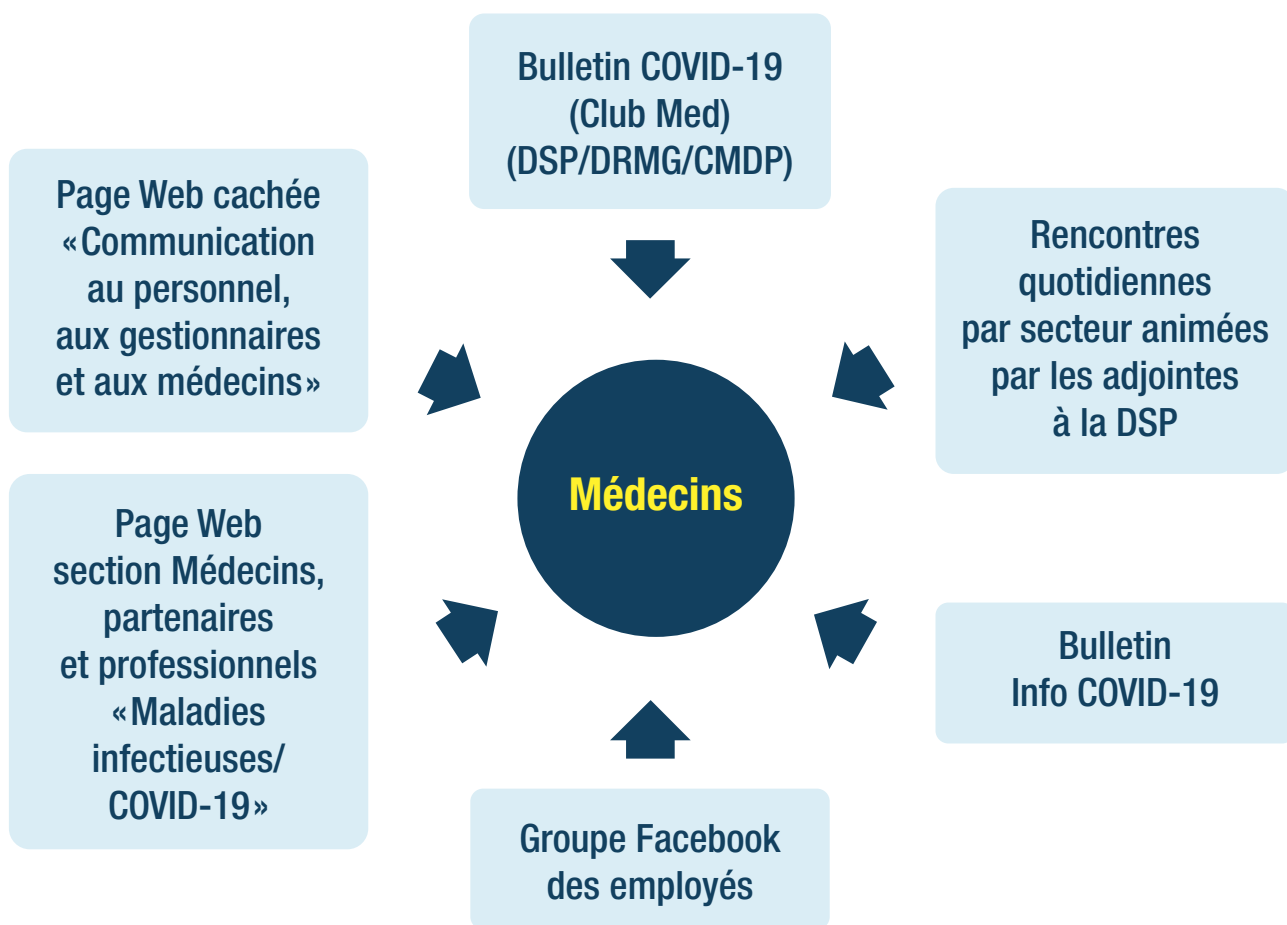 Bulletin COVID-19
(Club Med)
(DSP/DRMG/CMDP)
Page Web cachée
«Communication
au personnel,
aux gestionnaires
et aux médecins»
Rencontres
quotidiennes
par secteur animées
par les adjointes
à la DSP
Médecins
Page Web
section Médecins,
partenaires
et professionnels
«Maladies
infectieuses/
COVID-19»
Bulletin
Info COVID-19
Groupe Facebook
des employés